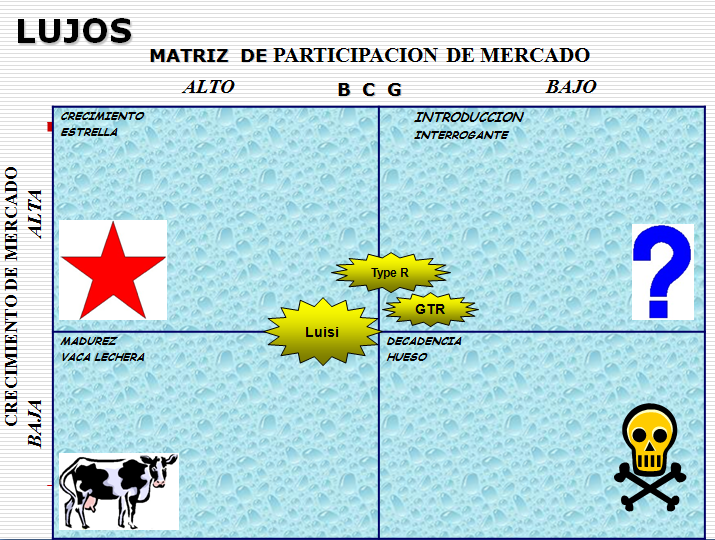 LUJOS
MATRIZ DE PARTICIPACION DE MERCADO
ALTO
B C G
BAJO
CRECIMIENTO DE MERCADO
ALTA
BAJA
CRECIMIENTO
ESTRELLA
INTRODUCCION
INTERROGANTE
?
Type R
GTR
Luisi
MADUREZ
VACA LECHERA
DECADENCIA
HUESO